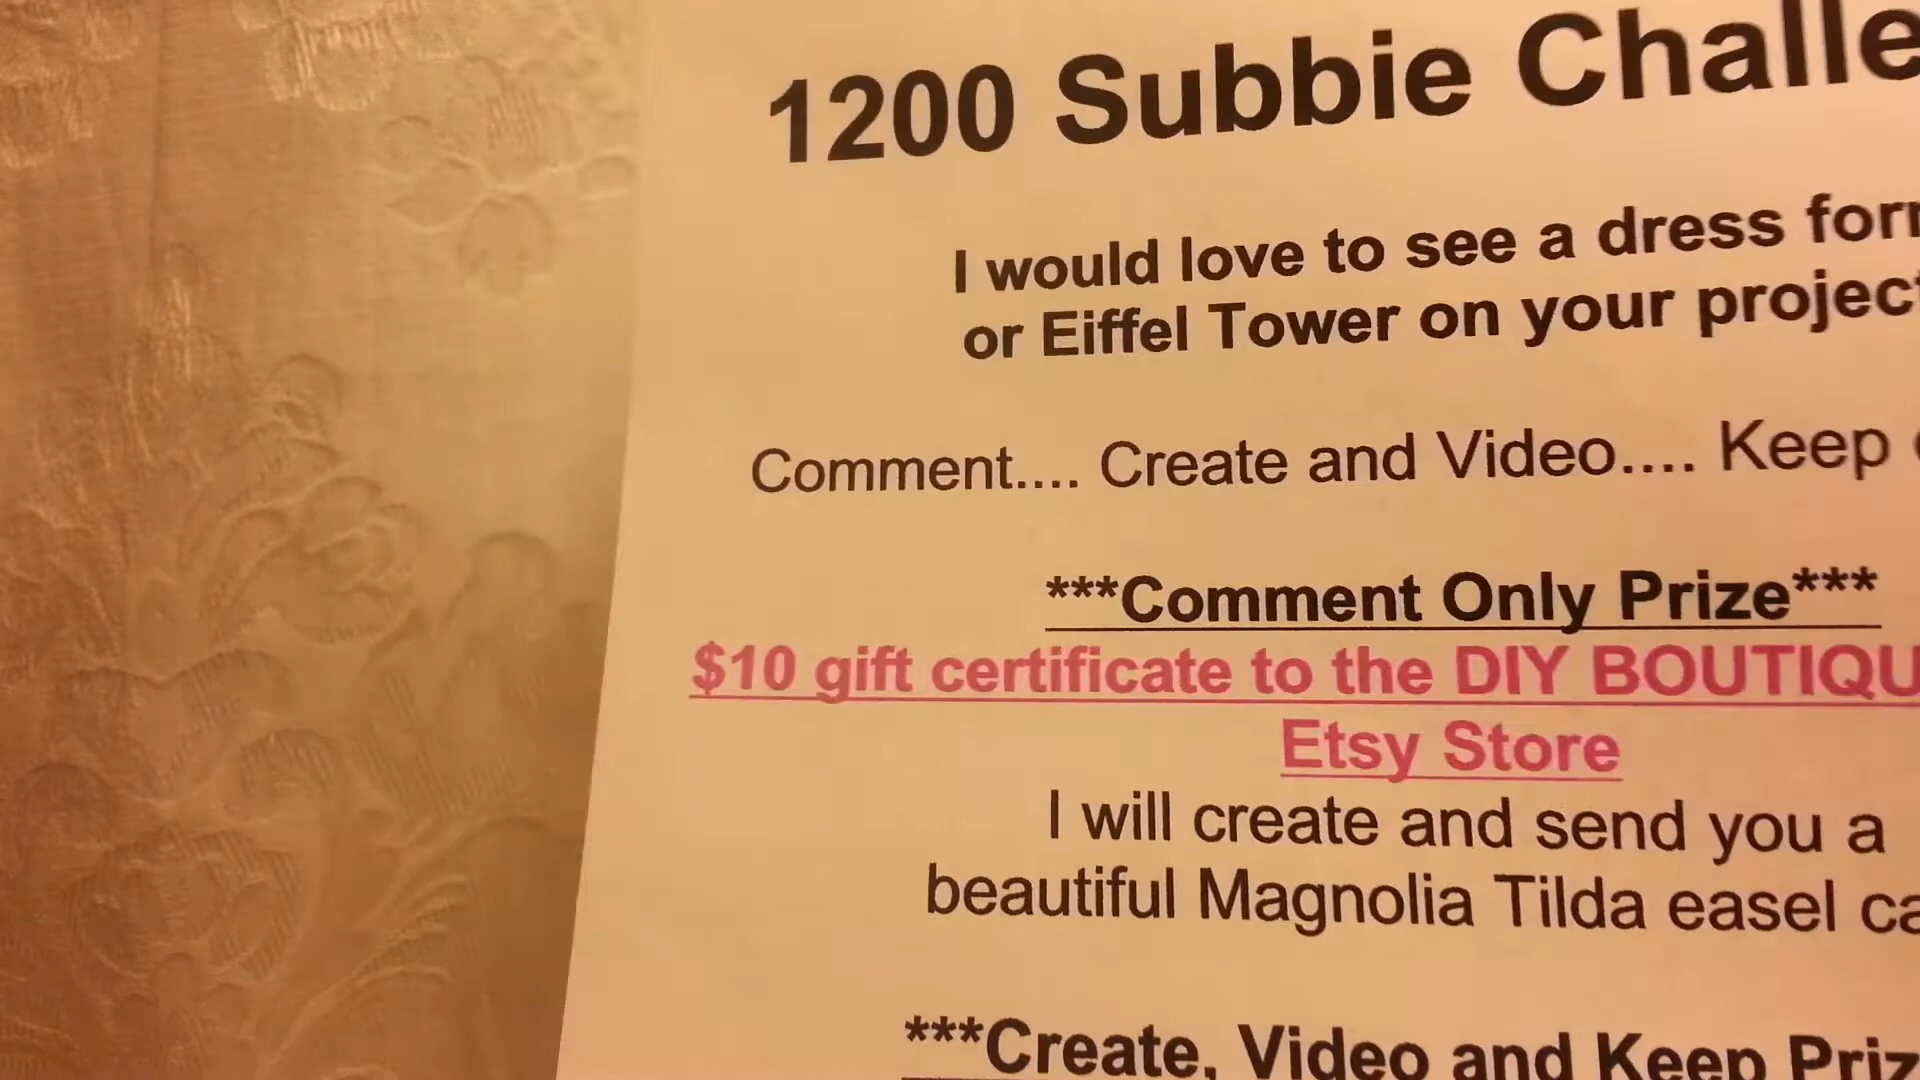 1200 Subbie Challe
I would love to see a dress for
or Eiffel Tower on your projec
Comment.... Create and Video.... Keep
***Comment Only Prize***
$10 gift certificate to the DIY BOUTIQU
Etsy Store
I will create and send you a
beautiful Magnolia Tilda easel ca
***Create, Video and Keep Priz